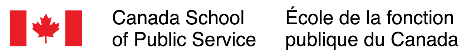 Canada School
of Public Service
École de la fonction
publique du Canada